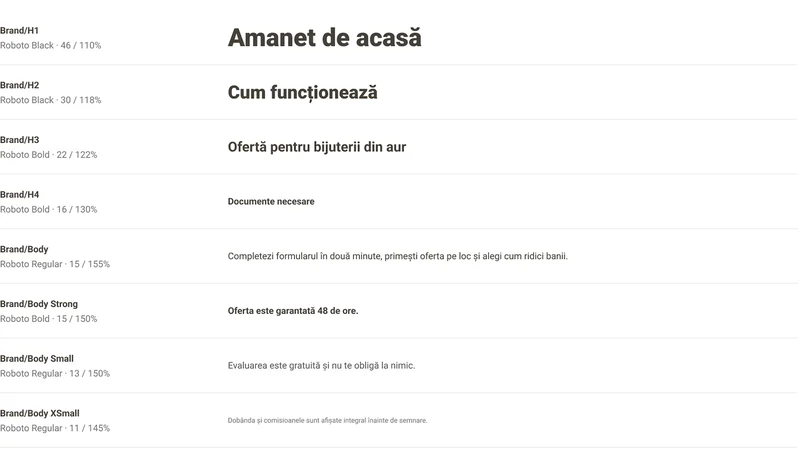 Brand/H1
Amanet de acasă
Roboto Black · 46 / 110%
Brand/H2
Cum funcționează
Roboto Black · 30 / 118%
Brand/H3
Ofertă pentru bijuterii din aur
Roboto Bold · 22 / 122%
Brand/H4
Documente necesare
Roboto Bold · 16 / 130%
Brand/Body
Completezi formularul în două minute, primești oferta pe loc și alegi cum ridici banii.
Roboto Regular · 15 / 155%
Brand/Body Strong
Oferta este garantată 48 de ore.
Roboto Bold · 15 / 150%
Brand/Body Small
Evaluarea este gratuită și nu te obligă la nimic.
Roboto Regular · 13 / 150%
Brand/Body XSmall
Dobânda și comisioanele sunt afișate integral înainte de semnare.
Roboto Regular · 11 / 145%